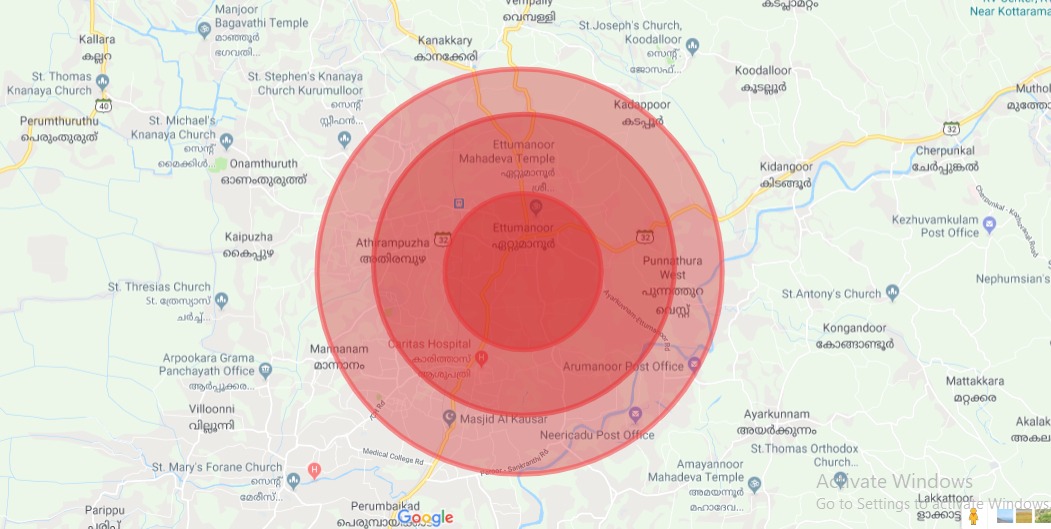 Vempally
വെമ്പള്ളി
കടപ്ലാമറ്റം
Near Kottarama
Manjoor
Bagavathi Temple
മാഞ്ഞൂർ
ഭഗവതി...
St.Joseph's Church,
Koodalloor
സെന്റ്
ജോസഫ്...
Kallara
കല്ലറ
Kanakkary
കാണക്കാരി
St. Thomas
Knanaya Church
40
St. Stephen's Knanaya
Church Kurumulloor
സെന്റ്
സ്റ്റീഫൻ...
Koodalloor
കൂടല്ലൂർ
Kadappoor
കടപ്പൂർ
Perumthuruthu
പെരുംതുരുത്ത്
St. Michael's
Knanaya Church
സെന്റ്
മൈക്കിൾ...
32
Cherpunkal
ചേർപ്പുങ്കൽ
Ettumanoor
Mahadeva Temple
ഏറ്റുമാനൂർ
ശ്രീ...
Onamthuruth
ഓണംതുരുത്ത്
Kidangoor
കിടങ്ങൂർ
Cherpunkal - Kanjirappally Road
Kezhuvamkulam
Post Office
Kaipuzha
കൈപ്പുഴ
Athirampuzha
അതിരമ്പുഴ
32
Ettumanoor
ഏറ്റുമാനൂർ
32
Punnathura
West
പുന്നത്തുറ
വെസ്റ്റ്
Nephumsian's
St. Thresias Church
സെന്റ് ത്രേസ്യാസ്
ചർച്ച്...
St.Antony's Church
Kongandoor
കോങ്ങാണ്ടൂർ
Mannanam
മാന്നാനം
Caritas Hospital
കാരിത്താസ്
ആശുപത്രി
Arpookara Grama
Panchayath Office
ആർപ്പൂക്കര...
Arumanoor Post Office
Mattakkara
മറ്റക്കര
Villoonni
വില്ലൂന്നി
Masjid Al Kausar
Neericadu Post Office
Ayarkunnam
അയർക്കുന്നം
Medical College Rd
St. Mary's Forane Church
സെന്റ്
മേരീസ്...
Amayannoor
Mahadeva Temple
അമയന്നൂർ
മഹാദേവ...
St.Thomas Orthodox
Church...
Activate Windows
Go to Settings to activate Windows
Parippu
പരിപ്പ്
Perumbaikad
Google
Lakkattoor